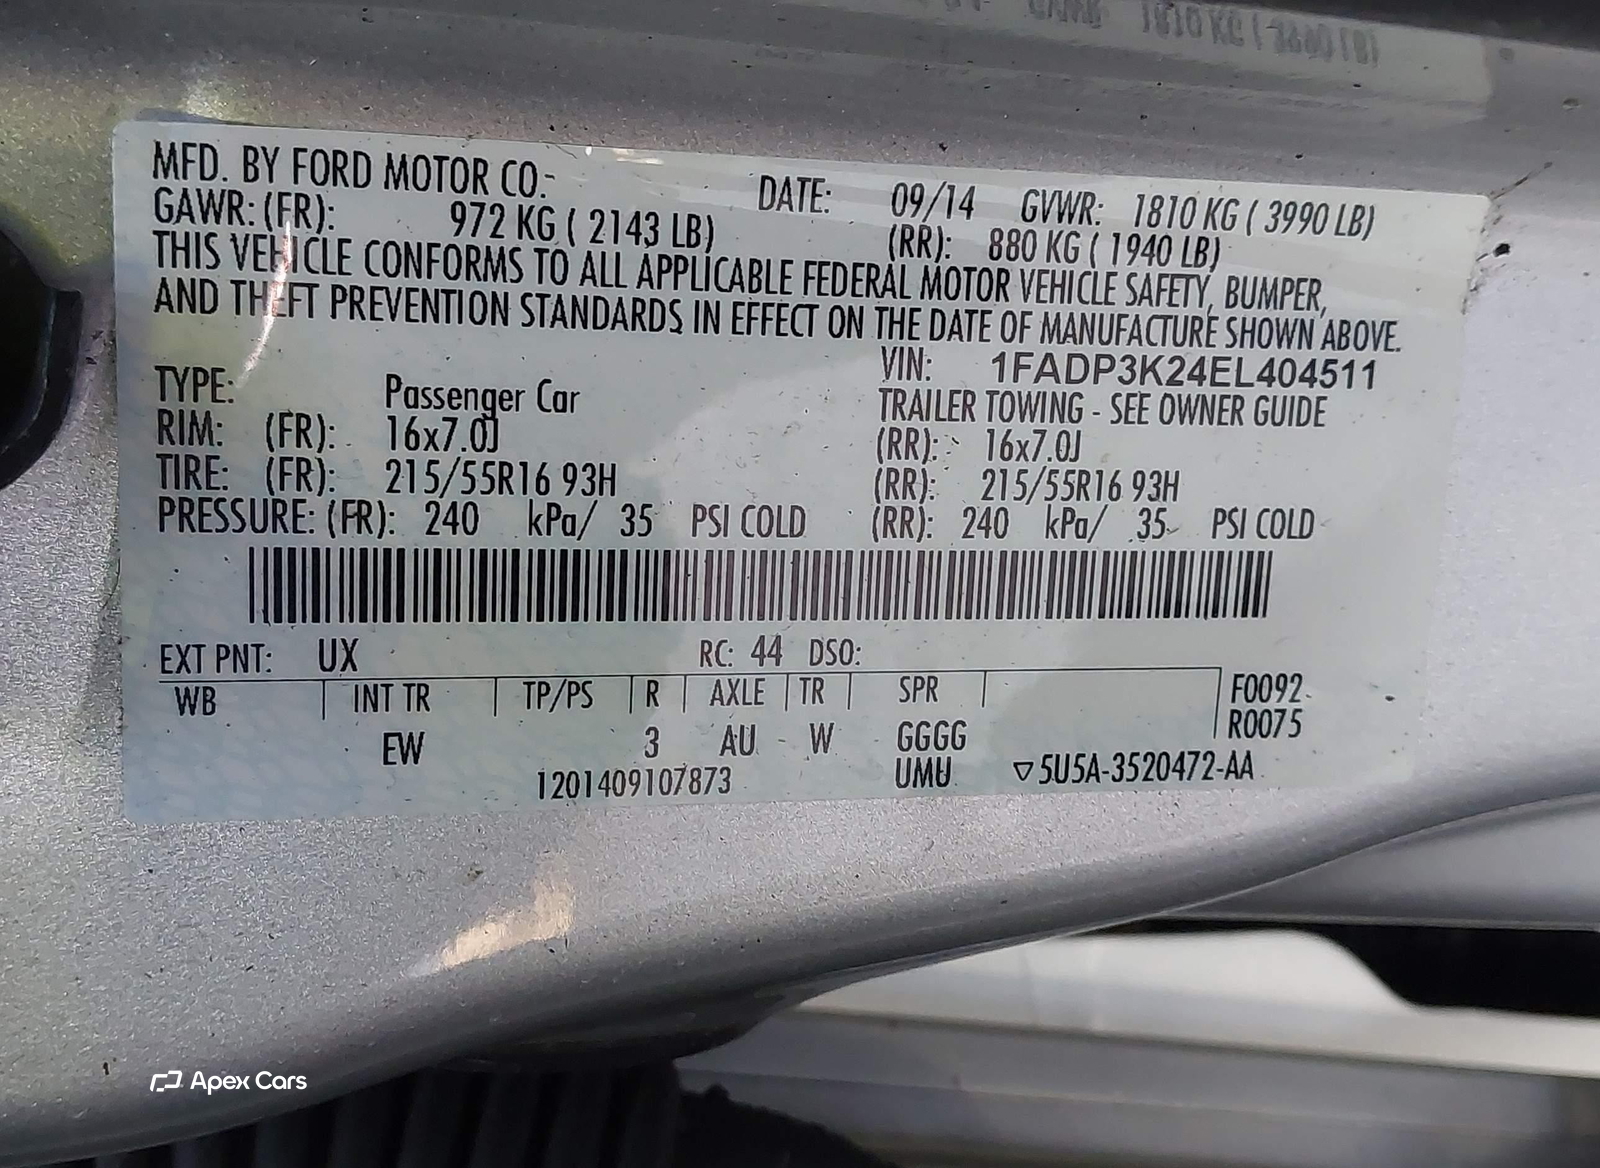 MFD. BY FORD MOTOR CO.- DATE: 09/14 GVWR: 1810 KG ( 3990 LB)
GAWR: (FR): 972 KG ( 2143 LB) (RR): 880 KG ( 1940 LB)
THIS VEHICLE CONFORMS TO ALL APPLICABLE FEDERAL MOTOR VEHICLE SAFETY, BUMPER,
AND THEFT PREVENTION STANDARDS IN EFFECT ON THE DATE OF MANUFACTURE SHOWN ABOVE.
VIN: 1FADP3K24EL404511
TYPE: Passenger Car TRAILER TOWING - SEE OWNER GUIDE
RIM: (FR): 16x7.0J (RR): 16x7.0J
TIRE: (FR): 215/55R16 93H (RR): 215/55R16 93H
PRESSURE: (FR): 240 kPa/ 35 PSI COLD (RR): 240 kPa/ 35 PSI COLD
EXT PNT: UX RC: 44 DSO:
WB INT TR TP/PS R AXLE TR SPR F0092
R0075
EW 3 AU W GGGG
1201409107873 UMU ▽5U5A-3520472-AA
Apex Cars